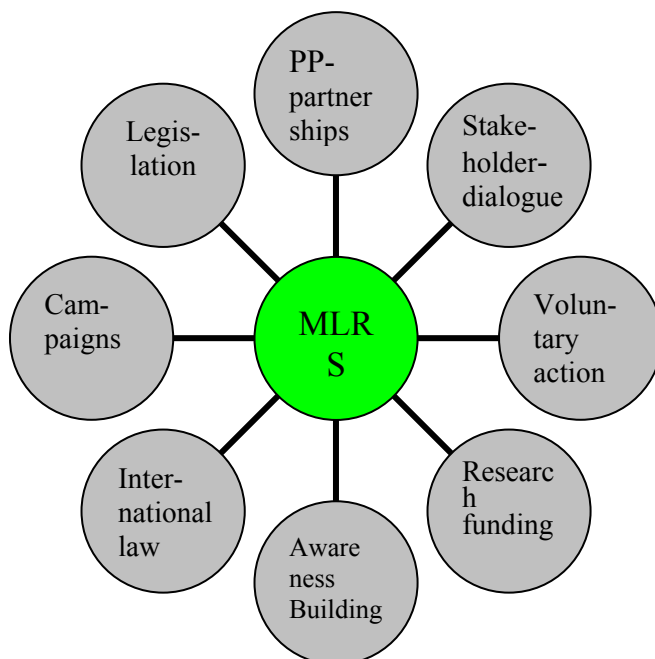 PP-
partner
ships
Stake-
holder-
dialogue
Volun-
tary
action
Researc
h
funding
Aware
ness
Building
Inter-
national
law
Cam-
paigns
Legis-
lation
MLR
S